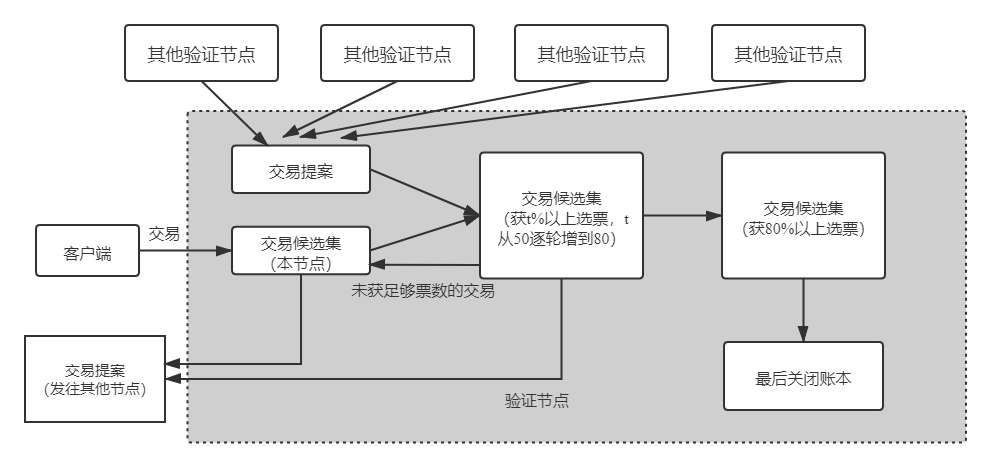 其他验证节点
其他验证节点
其他验证节点
其他验证节点
交易提案
交易候选集
（获t%以上选票，t
从50逐轮增到80）
交易候选集
（获80%以上选票）
客户端
交易
交易候选集
（本节点）
未获足够票数的交易
交易提案
（发往其他节点）
最后关闭账本
验证节点